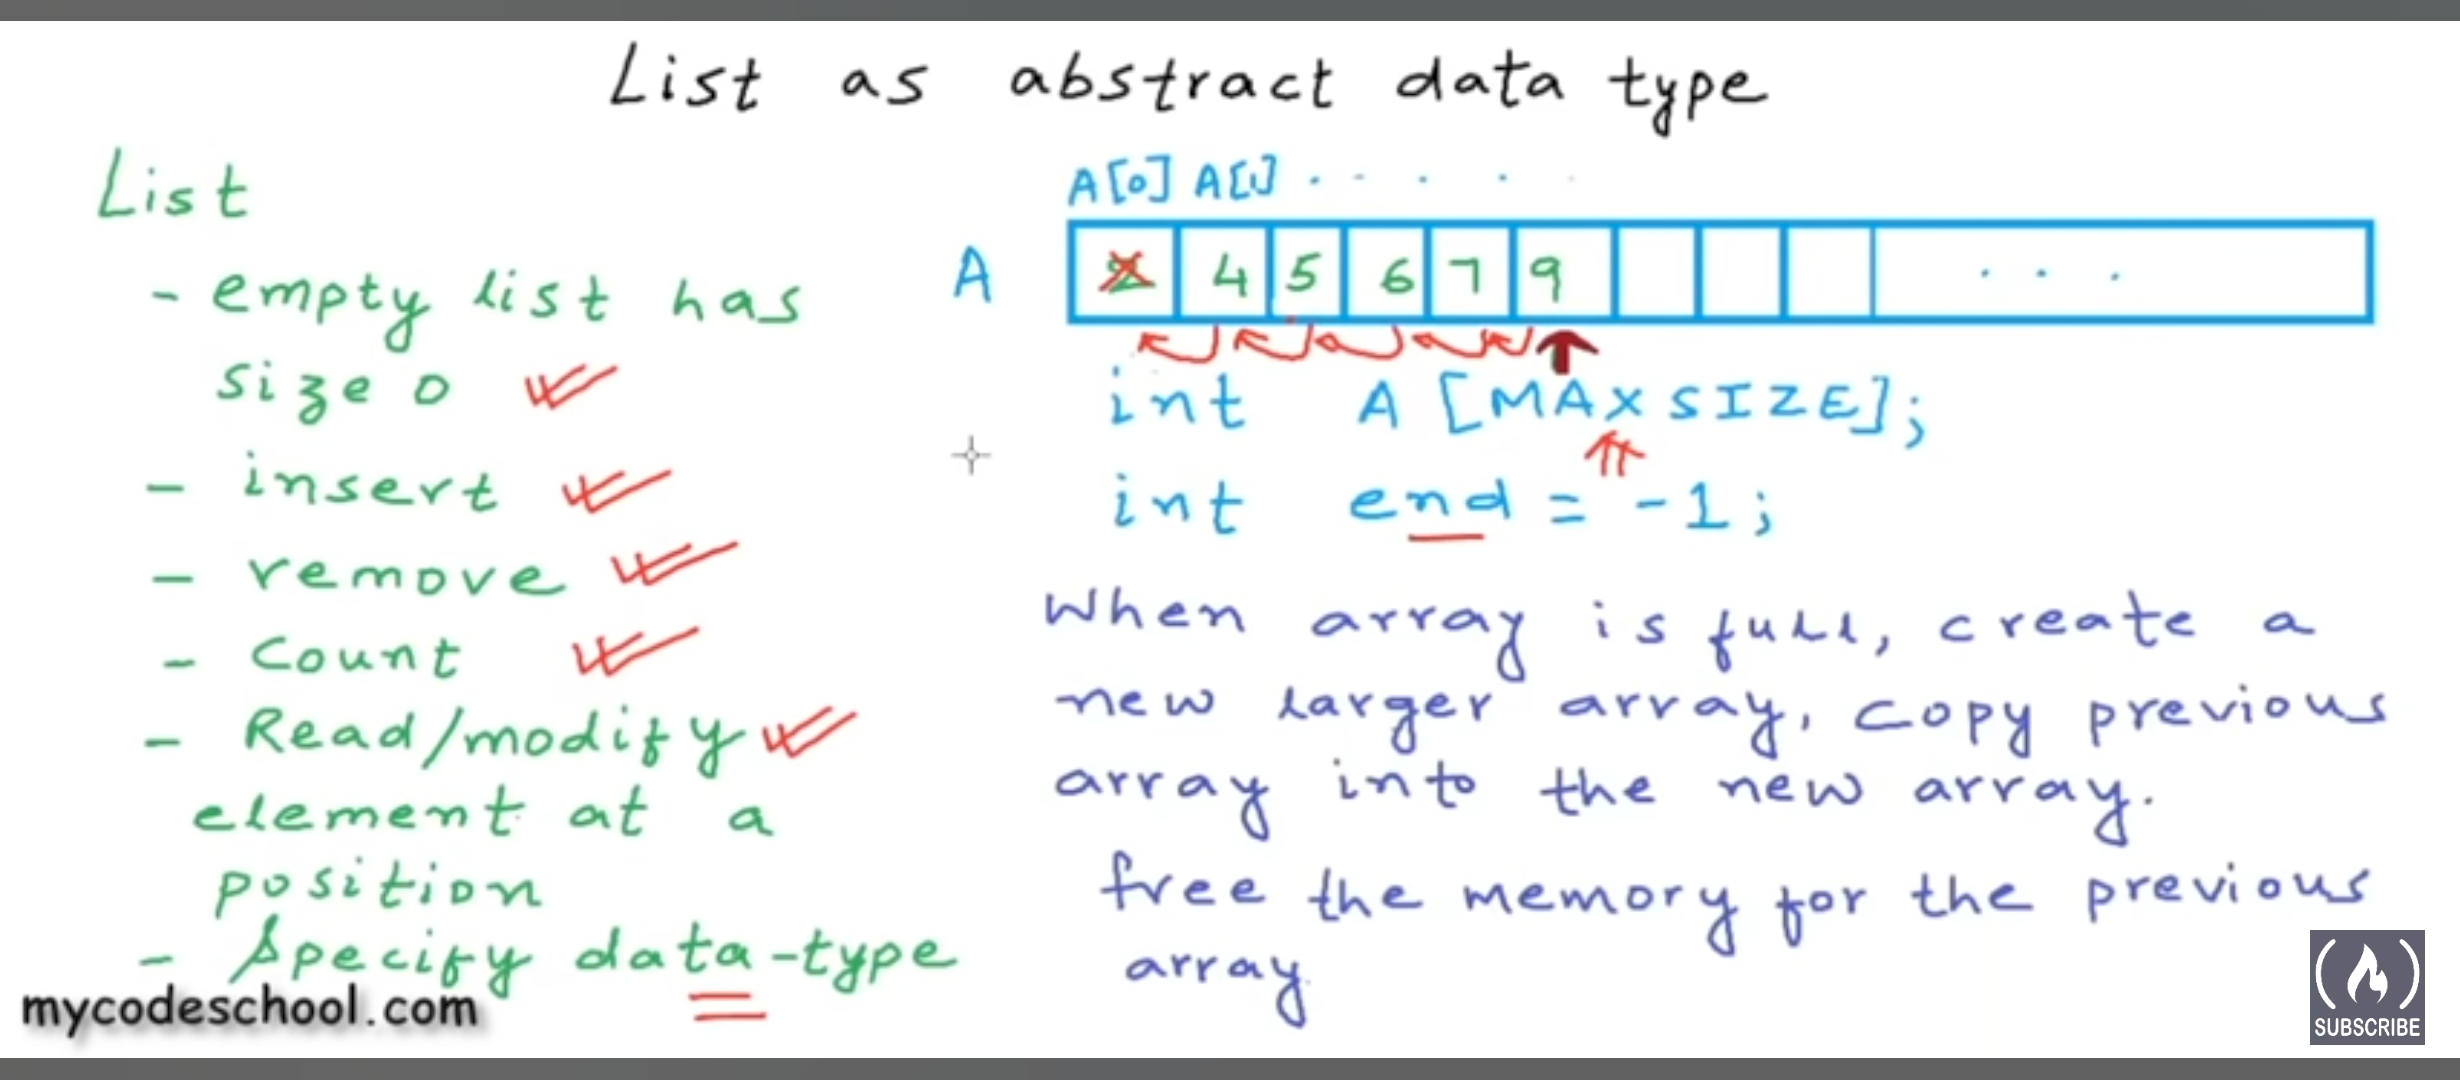 List as abstract data type
List
- empty list has
size 0
- insert
- remove
- Count
- Read/modify
element at a
position
- Specify data-type
mycodeschool.com
A[0] A[1] . . . . .
A 2 4 5 6 7 9 . . .
int A [MAXSIZE];
int end = -1;
When array is full, create a
new larger array, copy previous
array into the new array.
free the memory for the previous
array.
SUBSCRIBE